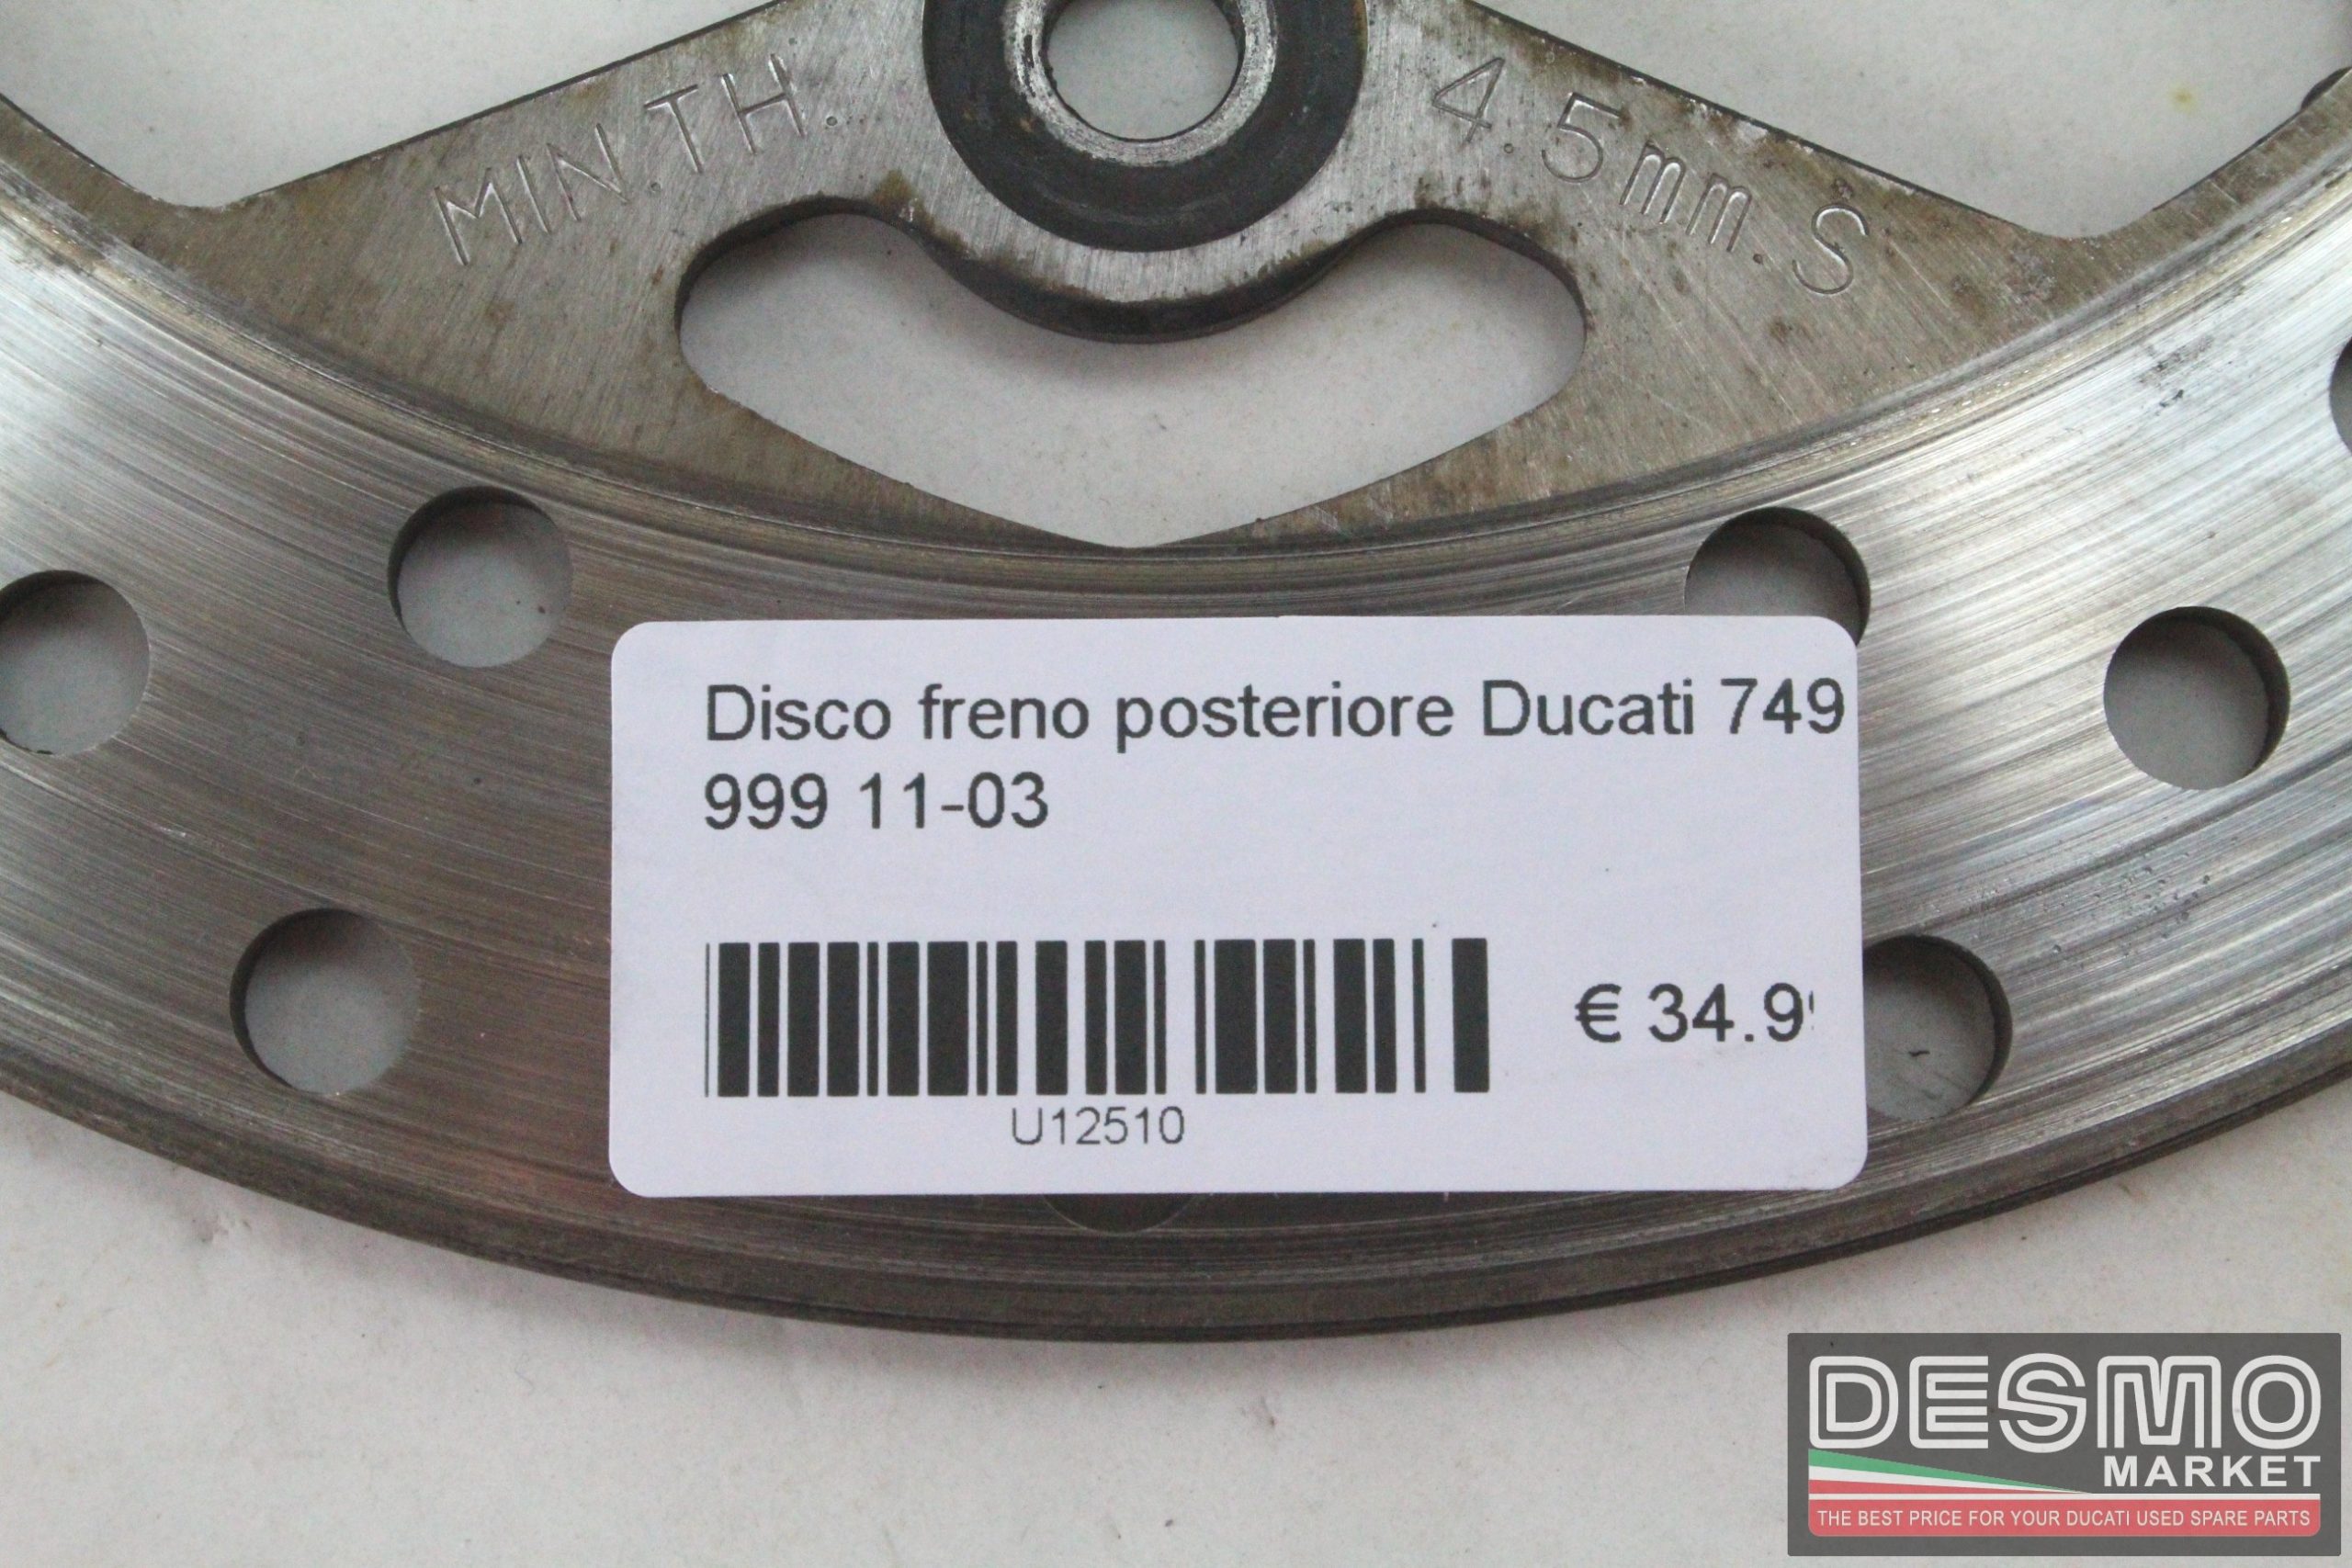 MIN.TH. 4.5mm.S
Disco freno posteriore Ducati 749
999 11-03
€ 34.9
U12510
DESMO
MARKET
THE BEST PRICE FOR YOUR DUCATI USED SPARE PARTS